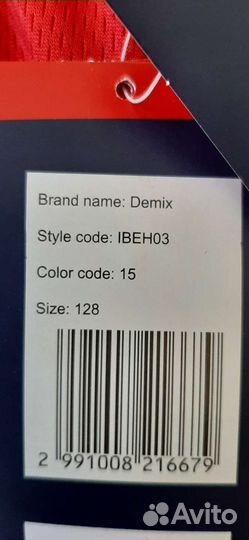 Brand name: Demix
Style code: IBEH03
Color code: 15
Size: 128
2 991008 216679
Avito